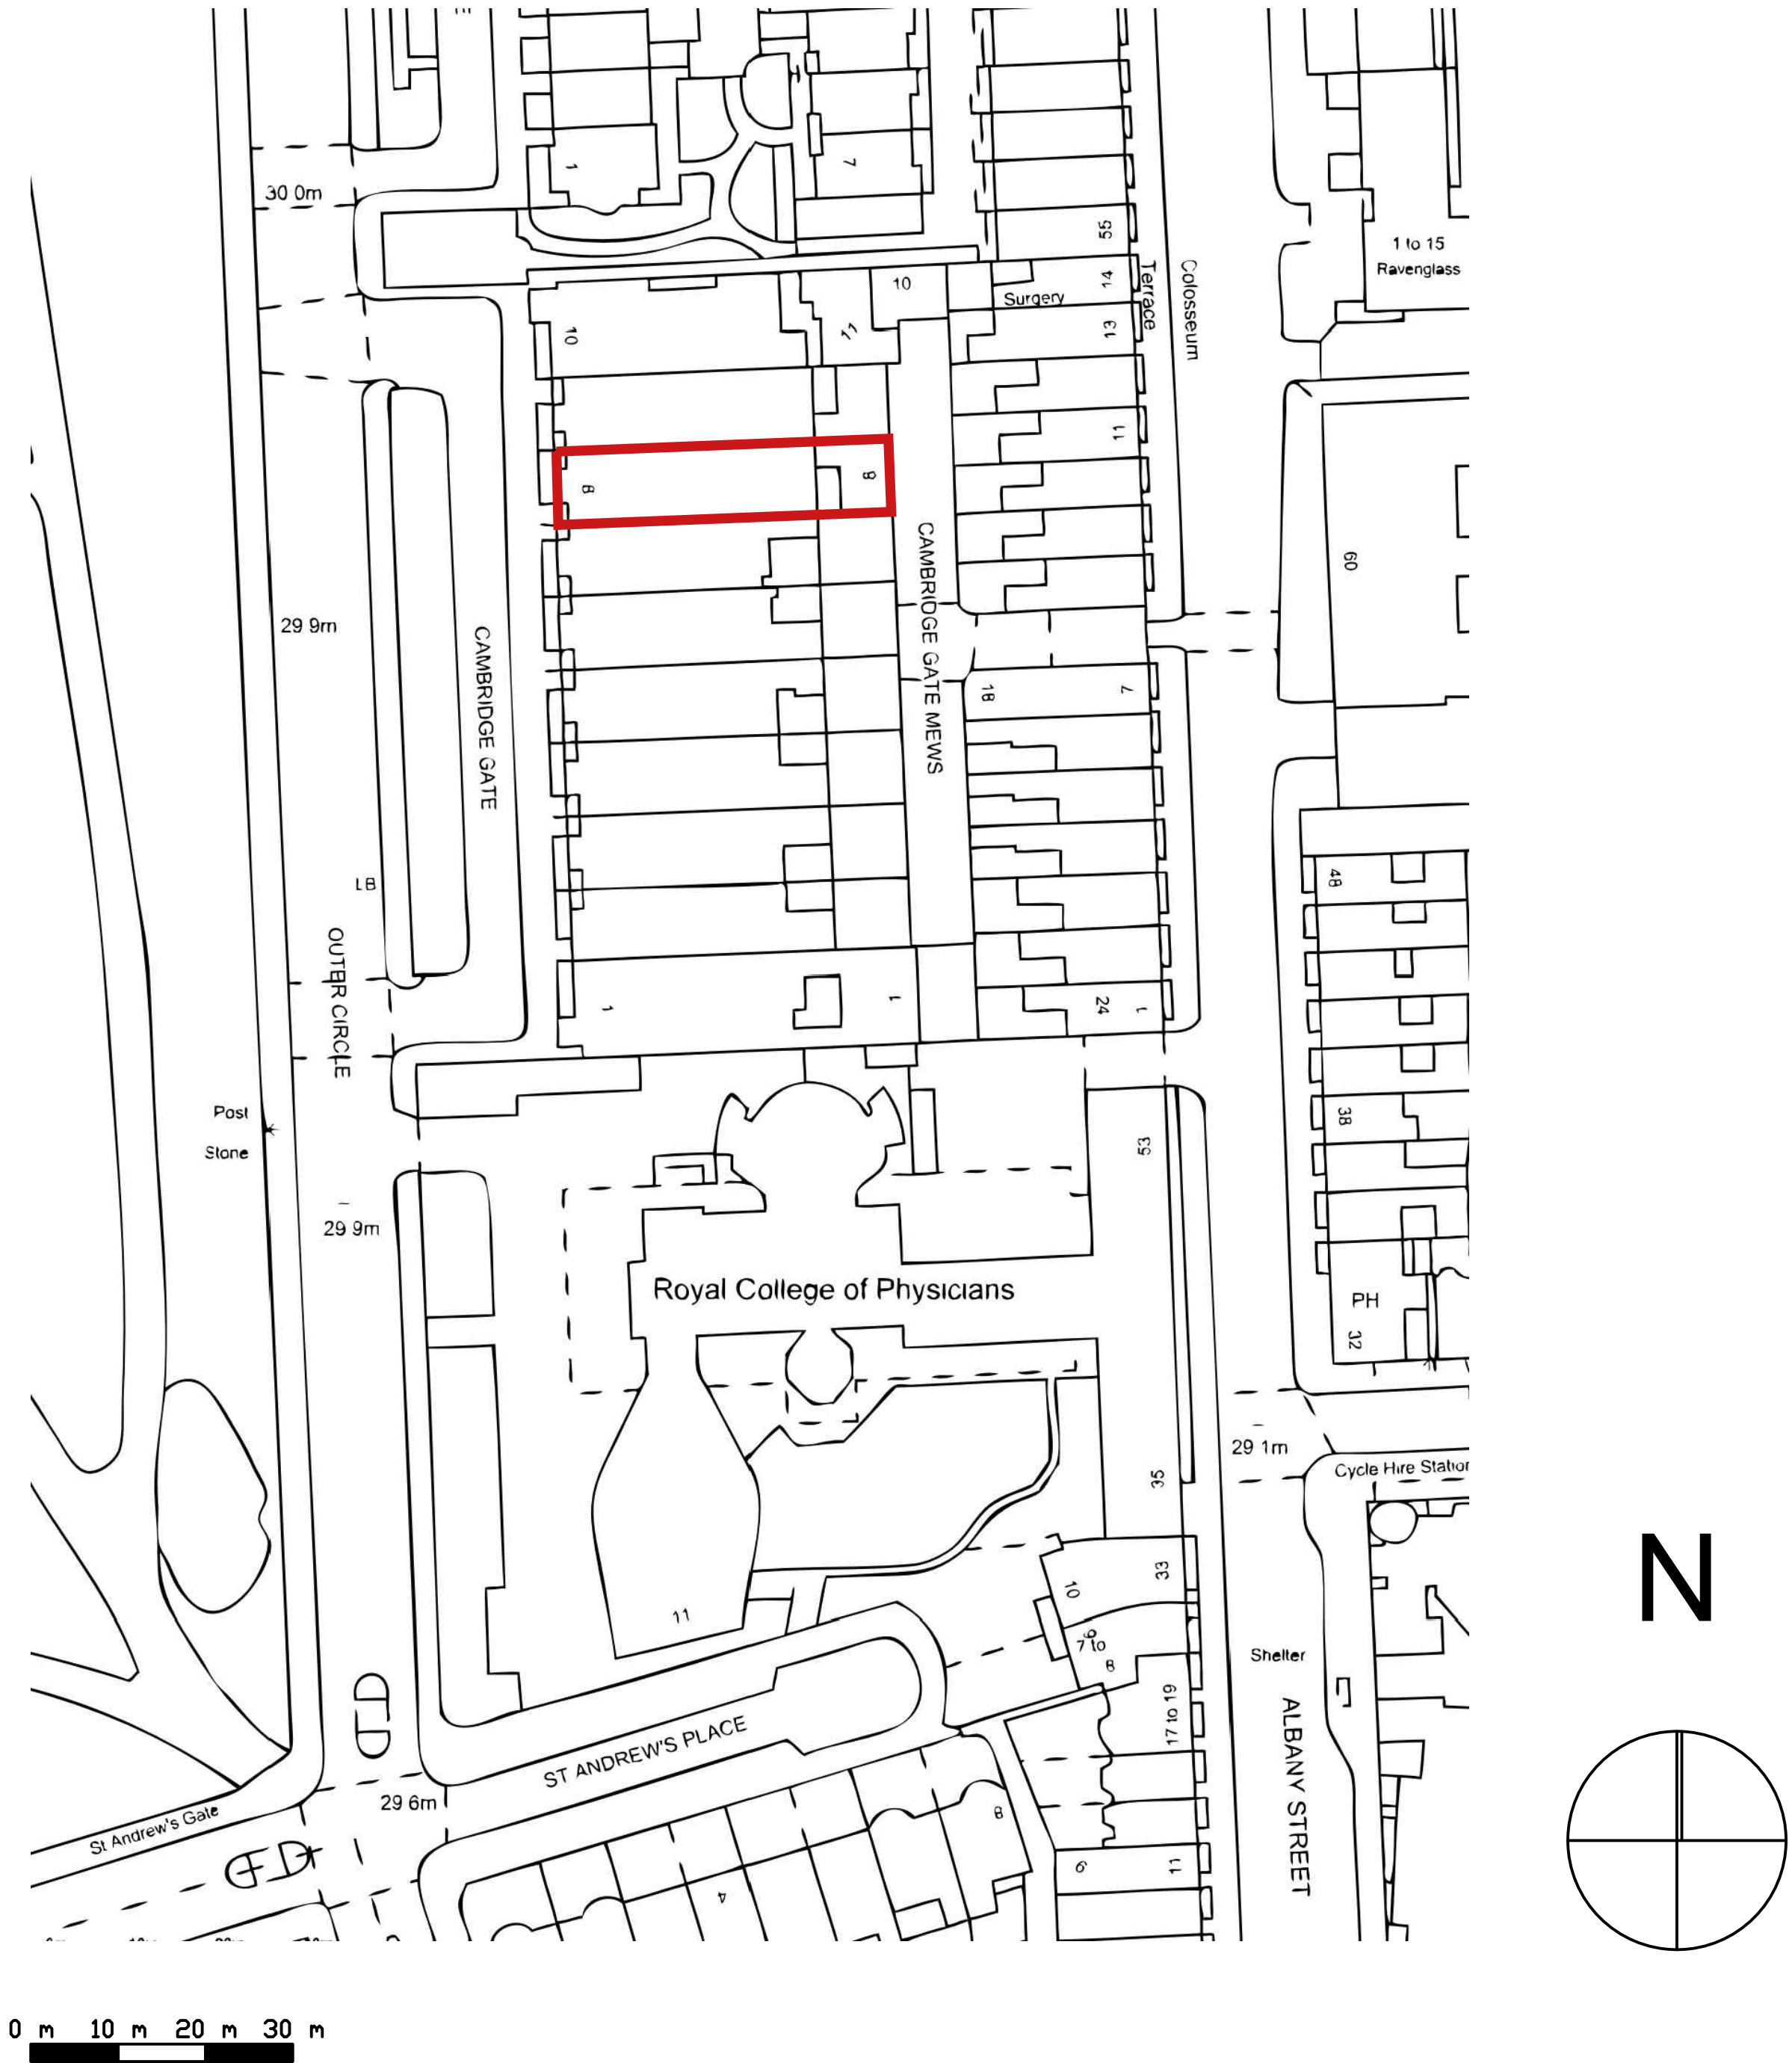 30 0m
1
7
55
1 to 15
Ravenglass
10
Surgery
14
Terrace
Colosseum
10
11
13
11
8
8
CAMBRIDGE GATE MEWS
60
29 9m
CAMBRIDGE GATE
18
7
48
LB
OUTER CIRCLE
1
1
24
1
Post
Stone
38
53
29 9m
Royal College of Physicians
PH
32
29 1m
Cycle Hire Station
35
33
10
11
9
7 to
8
Shelter
17 to 19
ALBANY STREET
ST ANDREW'S PLACE
29 6m
St Andrew's Gate
8
9
11
4
N
0 m 10 m 20 m 30 m